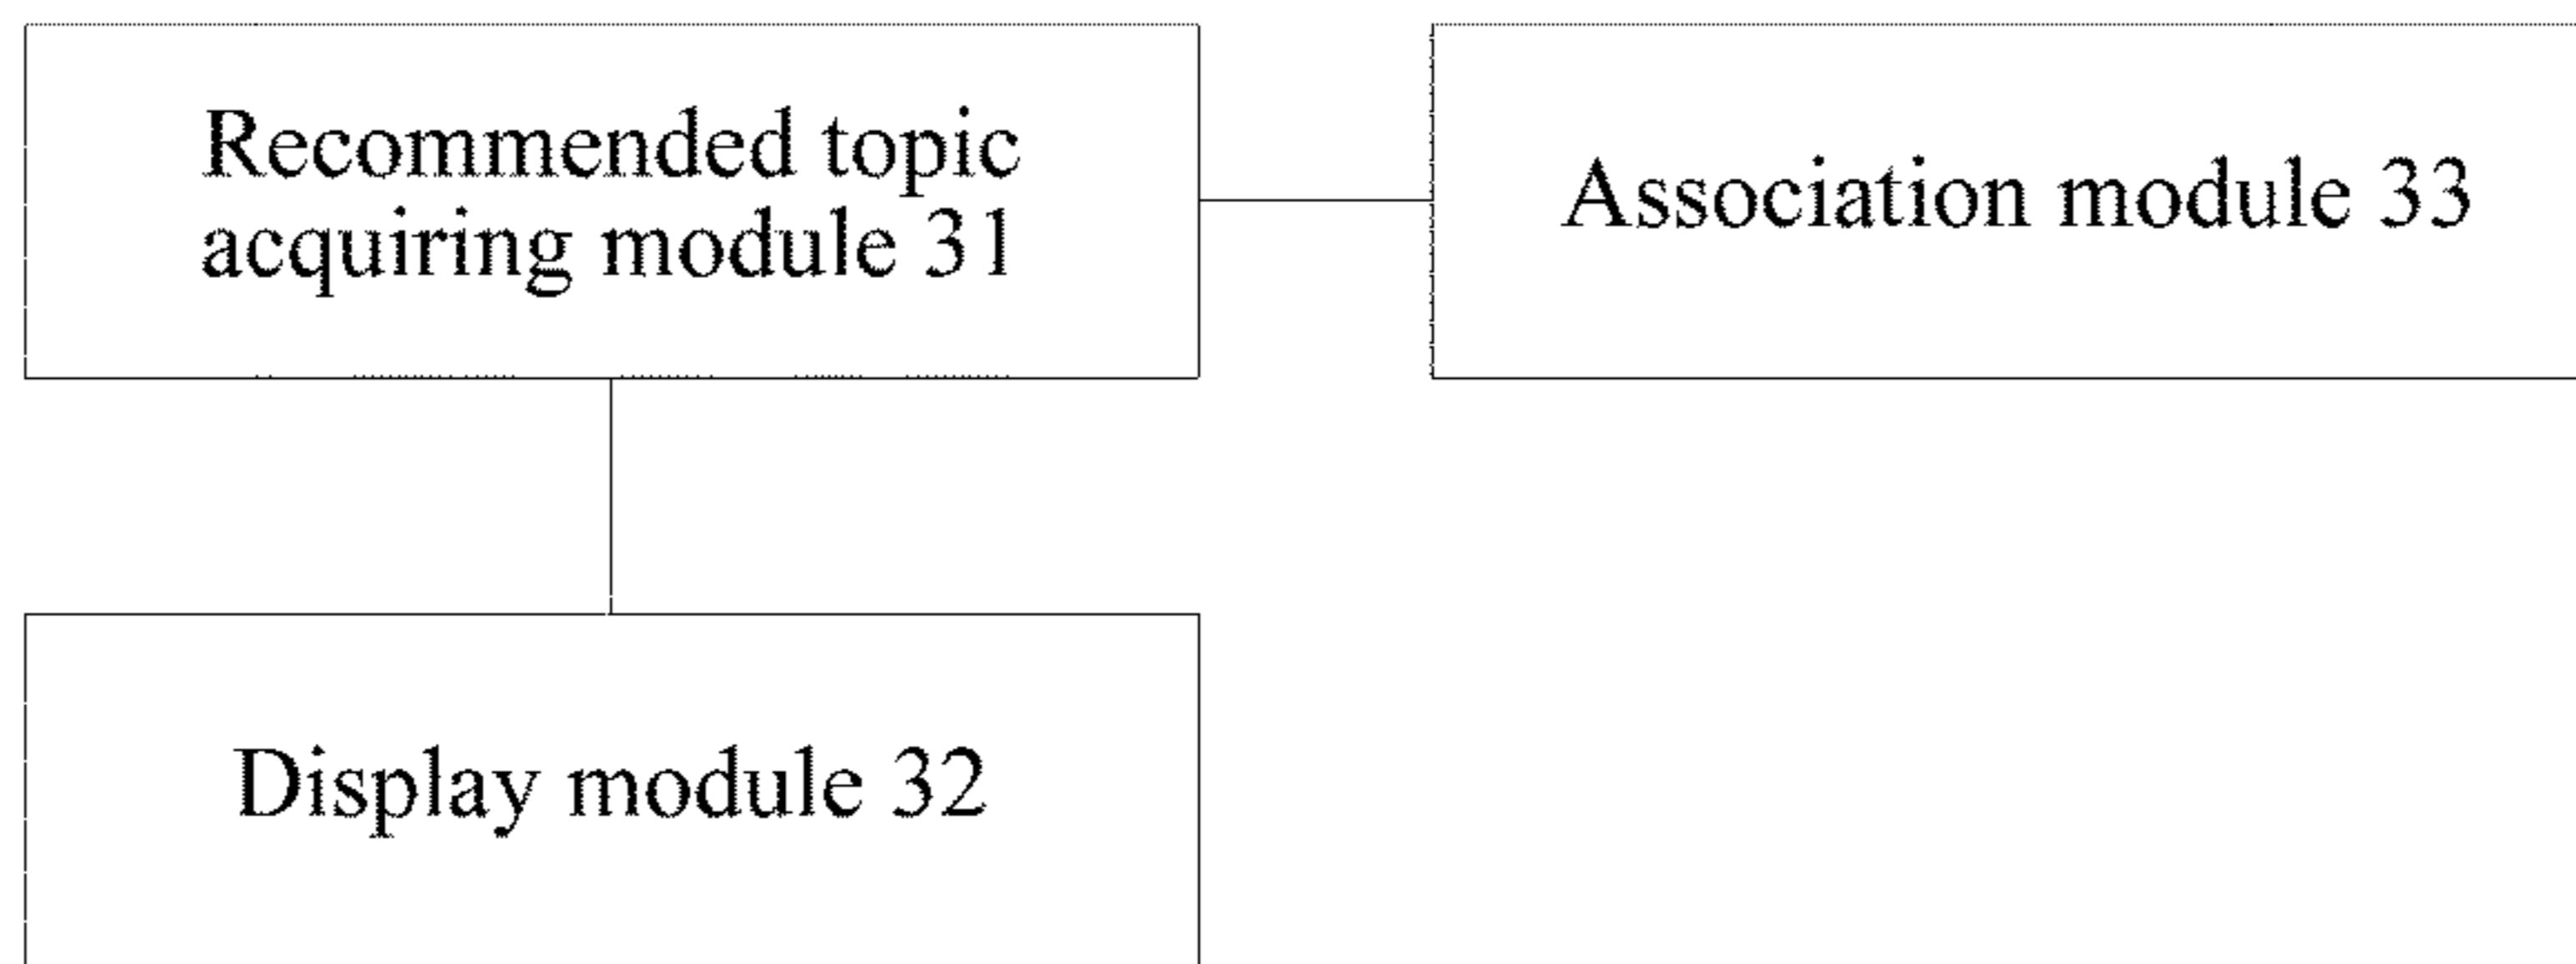 Recommended topic
acquiring module 31
Association module 33
Display module 32